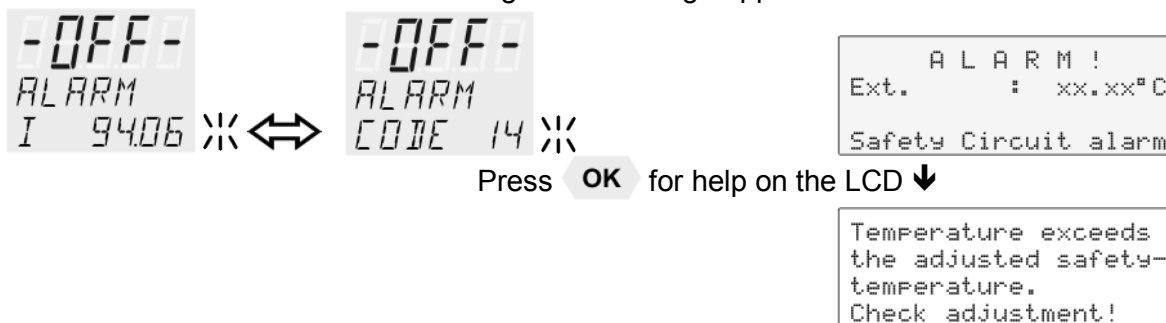 -OFF-
ALARM
I 94.06
-OFF-
ALARM
CODE 14
A L A R M !
Ext. : xx.xx°C
Safety Circuit alarm
Press OK for help on the LCD
Temperature exceeds
the adjusted safety-
temperature.
Check adjustment!